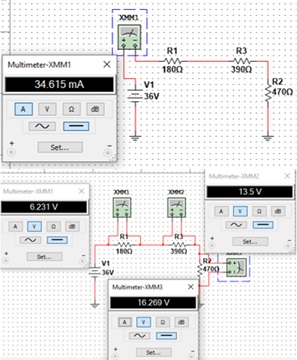 XMM1
Multimeter-XMM1
34.615 mA
A V Ω dB
Set...
+ -
R1
180Ω
R3
390Ω
V1
36V
R2
470Ω
Multimeter-XMM2
13.5 V
A V Ω dB
Set...
+ -
Multimeter-XMM1
6.231 V
A V Ω dB
Set...
+ -
XMM1
XMM2
R1
180Ω
R3
390Ω
V1
36V
R2
470Ω
Multimeter-XMM3
16.269 V
A V Ω dB
Set...
+ -